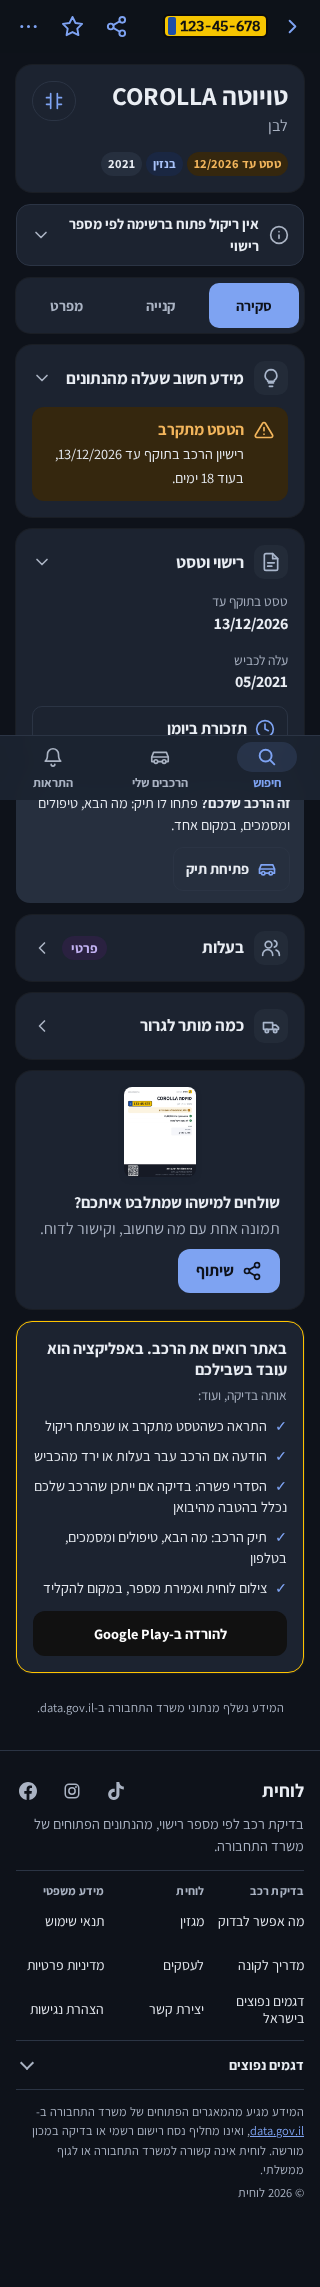 123-45-678
טויוטה COROLLA
לבן
טסט עד 12/2026
בנזין
2021
אין ריקול פתוח ברשימה לפי מספר
רישוי
סקירה
קנייה
מפרט
מידע חשוב שעלה מהנתונים
הטסט מתקרב
רישיון הרכב בתוקף עד 13/12/2026,
בעוד 18 ימים.
רישוי וטסט
טסט בתוקף עד
13/12/2026
עלה לכביש
05/2021
תזכורת ביומן
חיפוש
הרכבים שלי
התראות
זה הרכב שלכם? פתחו לו תיק: מה הבא, טיפולים
ומסמכים, במקום אחד.
פתיחת תיק
בעלות
פרטי
כמה מותר לגרור
שולחים למישהו שמתלבט איתכם?
תמונה אחת עם מה שחשוב, וקישור לדוח.
שיתוף
באתר רואים את הרכב. באפליקציה הוא
עובד בשבילכם
אותה בדיקה, ועוד:
✓ התראה כשהטסט מתקרב או שנפתח ריקול
✓ הודעה אם הרכב עבר בעלות או ירד מהכביש
✓ הסדרי פשרה: בדיקה אם ייתכן שהרכב שלכם
נכלל בהטבה מהיבואן
✓ תיק הרכב: מה הבא, טיפולים ומסמכים,
בטלפון
✓ צילום לוחית ואמירת מספר, במקום להקליד
להורדה ב-Google Play
המידע נשלף מנתוני משרד התחבורה ב-data.gov.il.
לוחית
בדיקת רכב לפי מספר רישוי, מהנתונים הפתוחים של
משרד התחבורה.
בדיקת רכב
לוחית
מידע משפטי
מה אפשר לבדוק
מגזין
תנאי שימוש
מדריך לקונה
לעסקים
מדיניות פרטיות
דגמים נפוצים
בישראל
יצירת קשר
הצהרת נגישות
דגמים נפוצים
המידע מגיע מהמאגרים הפתוחים של משרד התחבורה ב-
data.gov.il, ואינו מחליף נסח רישום רשמי או בדיקה במכון
מורשה. לוחית אינה קשורה למשרד התחבורה או לגוף
ממשלתי.
© 2026 לוחית